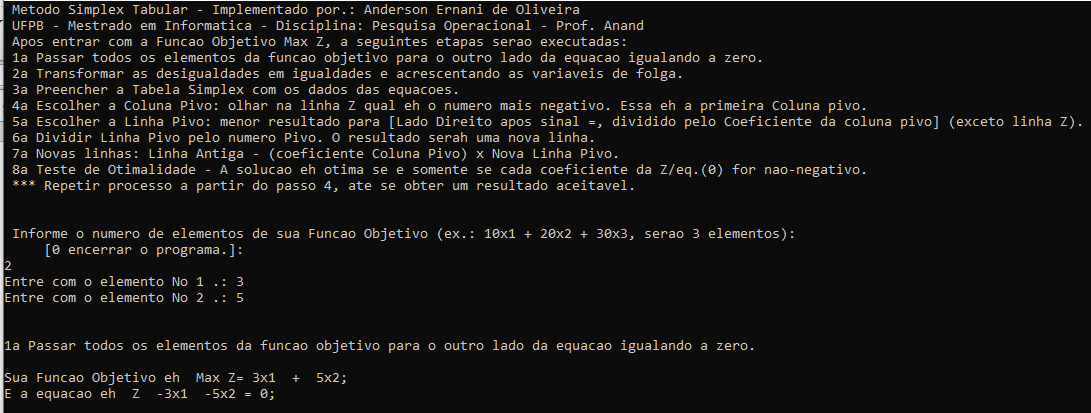 Metodo Simplex Tabular - Implementado por.: Anderson Ernani de Oliveira
UFPB - Mestrado em Informatica - Disciplina: Pesquisa Operacional - Prof. Anand
Apos entrar com a Funcao Objetivo Max Z, a seguintes etapas serao executadas:
1a Passar todos os elementos da funcao objetivo para o outro lado da equacao igualando a zero.
2a Transformar as desigualdades em igualdades e acrescentando as variaveis de folga.
3a Preencher a Tabela Simplex com os dados das equacoes.
4a Escolher a Coluna Pivo: olhar na linha Z qual eh o numero mais negativo. Essa eh a primeira Coluna pivo.
5a Escolher a Linha Pivo: menor resultado para [Lado Direito apos sinal =, dividido pelo Coeficiente da coluna pivo] (exceto linha Z).
6a Dividir Linha Pivo pelo numero Pivo. O resultado serah uma nova linha.
7a Novas linhas: Linha Antiga - (coeficiente Coluna Pivo) x Nova Linha Pivo.
8a Teste de Otimalidade - A solucao eh otima se e somente se cada coeficiente da Z/eq.(0) for nao-negativo.
*** Repetir processo a partir do passo 4, ate se obter um resultado aceitavel.
Informe o numero de elementos de sua Funcao Objetivo (ex.: 10x1 + 20x2 + 30x3, serao 3 elementos):
[0 encerrar o programa.]:
2
Entre com o elemento No 1 .: 3
Entre com o elemento No 2 .: 5
1a Passar todos os elementos da funcao objetivo para o outro lado da equacao igualando a zero.
Sua Funcao Objetivo eh  Max Z= 3x1  +  5x2;
E a equacao eh  Z  -3x1  -5x2 = 0;